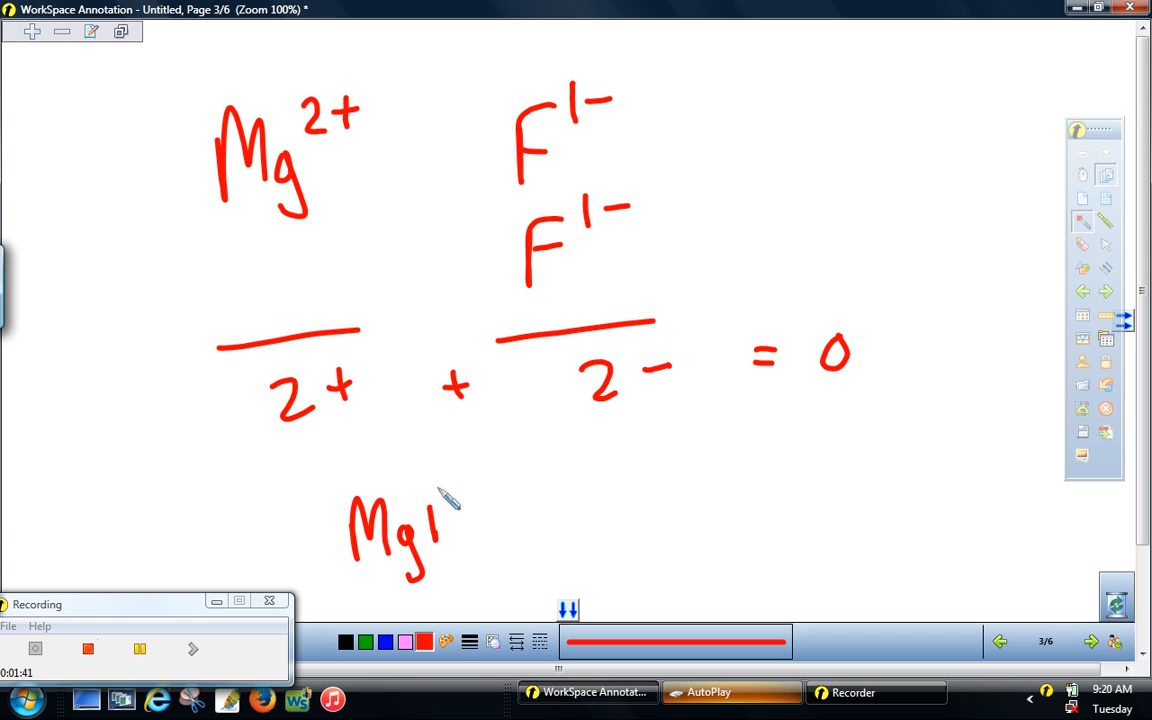 WorkSpace Annotation - Untitled, Page 3/6 (Zoom 100%) *
Mg2+ F1-
F1-
2+ + 2- = 0
Mg
Recording
File Help
0:01:41
3/6
WorkSpace Annotat...
AutoPlay
Recorder
9:20 AM
Tuesday